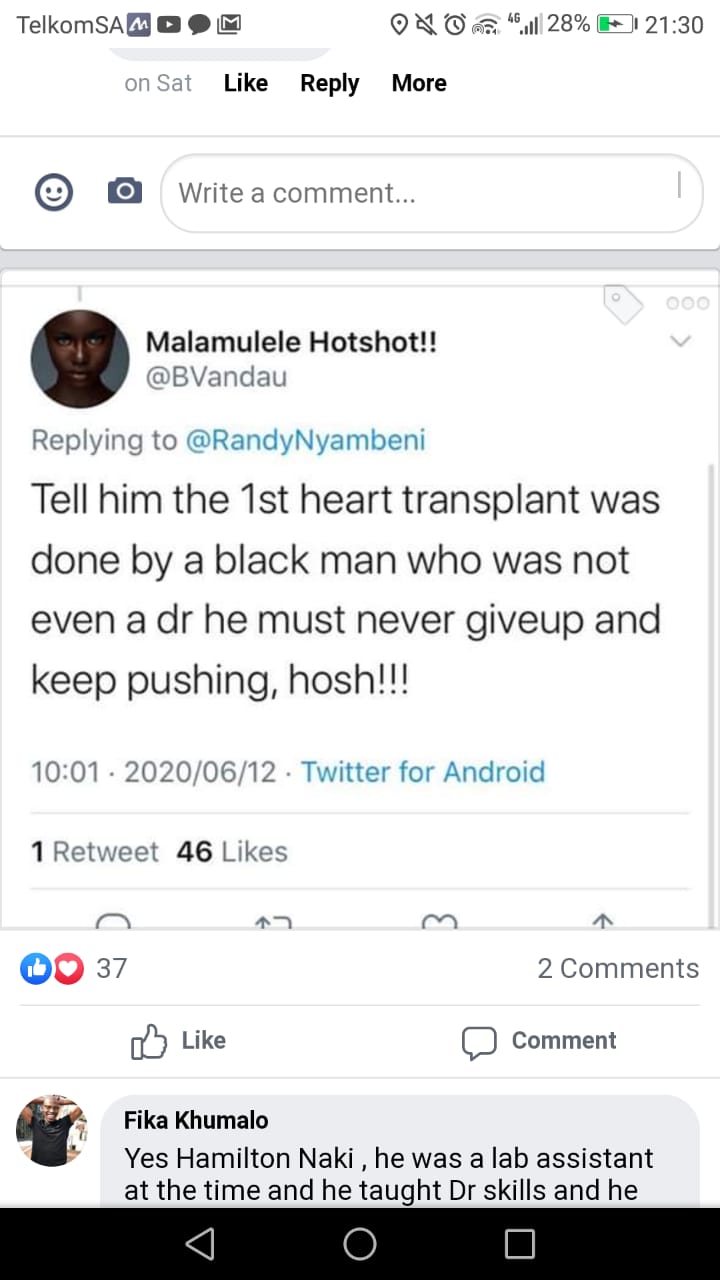 TelkomSA 4G 28% 21:30
on Sat Like Reply More
Write a comment...
Malamulele Hotshot!!
@BVandau
Replying to @RandyNyambeni
Tell him the 1st heart transplant was
done by a black man who was not
even a dr he must never giveup and
keep pushing, hosh!!!
10:01 · 2020/06/12 · Twitter for Android
1 Retweet 46 Likes
37 2 Comments
Like Comment
Fika Khumalo
Yes Hamilton Naki , he was a lab assistant
at the time and he taught Dr skills and he